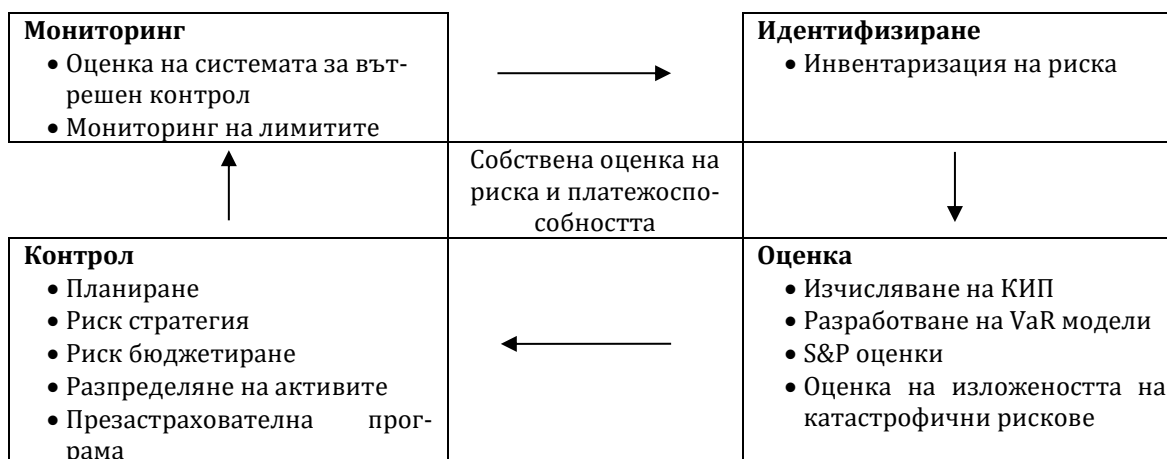 Мониторинг
• Оценка на системата за вът-
решен контрол
• Мониторинг на лимитите
Идентифизиране
• Инвентаризация на риска
Собствена оценка на
риска и платежоспо-
собността
Контрол
• Планиране
• Риск стратегия
• Риск бюджетиране
• Разпределяне на активите
• Презастрахователна прог-
рама
Оценка
• Изчисляване на КИП
• Разработване на VaR модели
• S&P оценки
• Оценка на изложеността на
катастрофични рискове